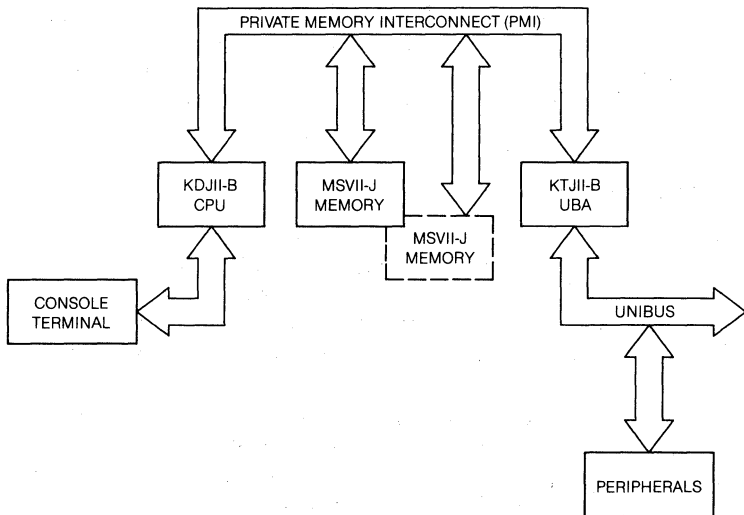 PRIVATE MEMORY INTERCONNECT (PMI)
KDJII-B
CPU
MSVII-J
MEMORY
MSVII-J
MEMORY
KTJII-B
UBA
CONSOLE
TERMINAL
UNIBUS
PERIPHERALS